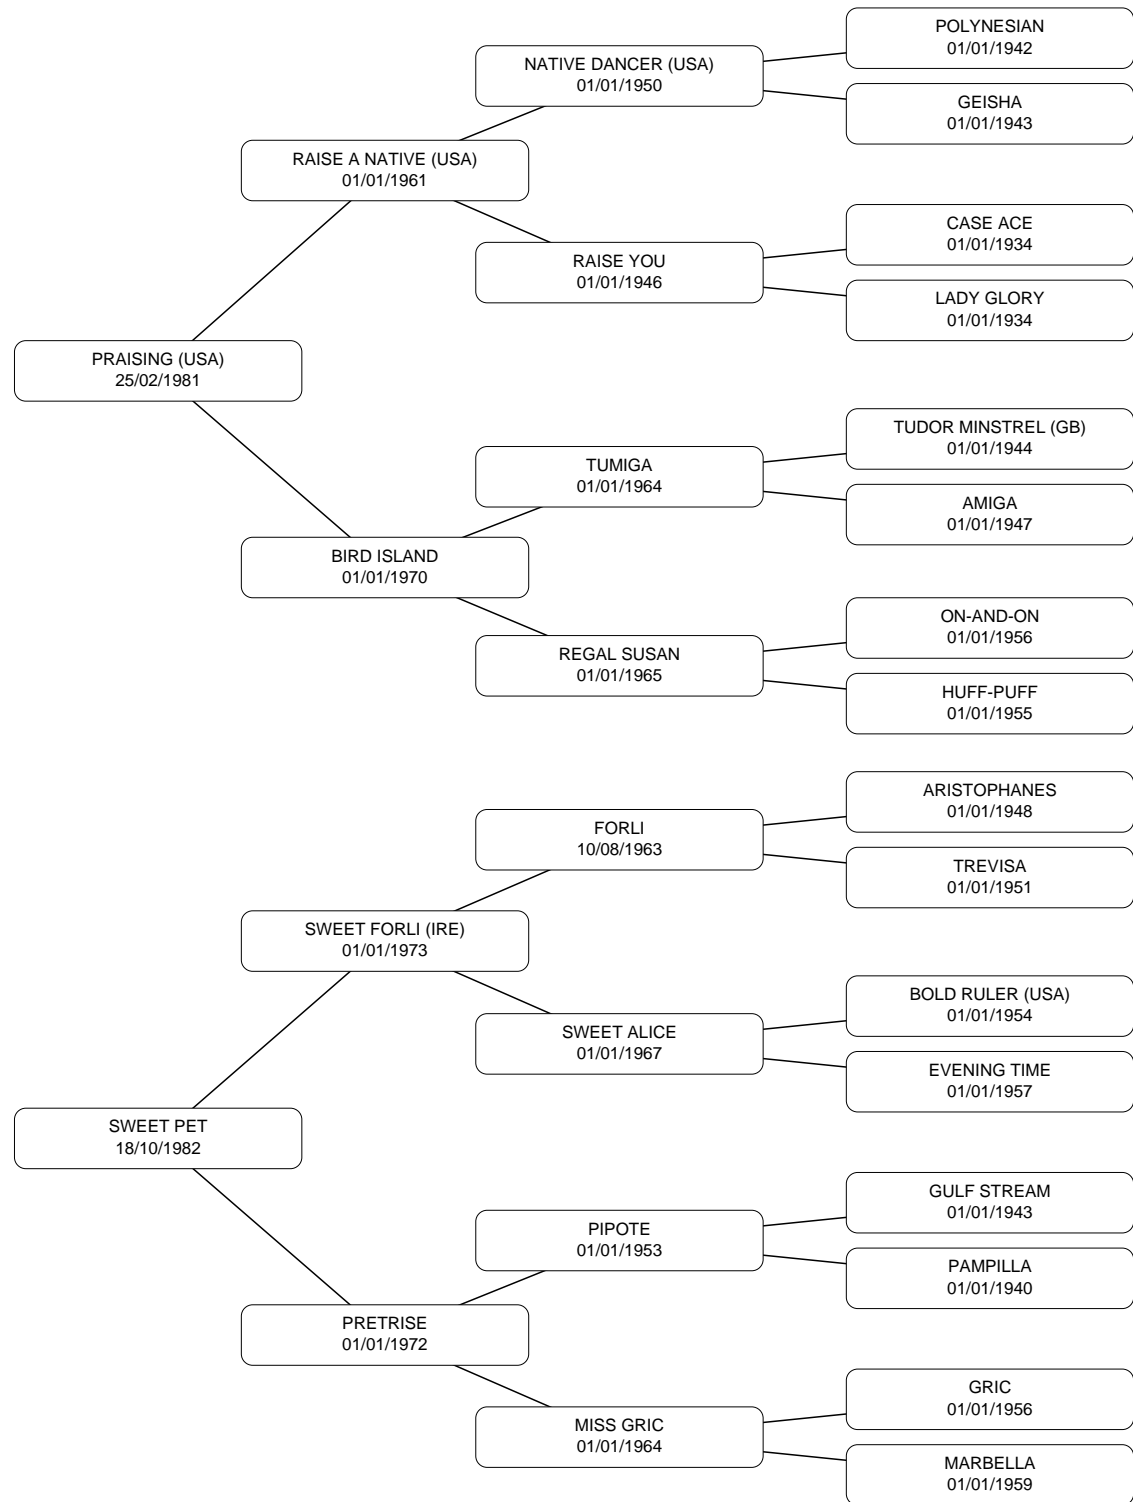 POLYNESIAN
01/01/1942
NATIVE DANCER (USA)
01/01/1950
GEISHA
01/01/1943
RAISE A NATIVE (USA)
01/01/1961
CASE ACE
01/01/1934
RAISE YOU
01/01/1946
LADY GLORY
01/01/1934
PRAISING (USA)
25/02/1981
TUDOR MINSTREL (GB)
01/01/1944
TUMIGA
01/01/1964
AMIGA
01/01/1947
BIRD ISLAND
01/01/1970
ON-AND-ON
01/01/1956
REGAL SUSAN
01/01/1965
HUFF-PUFF
01/01/1955
ARISTOPHANES
01/01/1948
FORLI
10/08/1963
TREVISA
01/01/1951
SWEET FORLI (IRE)
01/01/1973
BOLD RULER (USA)
01/01/1954
SWEET ALICE
01/01/1967
EVENING TIME
01/01/1957
SWEET PET
18/10/1982
GULF STREAM
01/01/1943
PIPOTE
01/01/1953
PAMPILLA
01/01/1940
PRETRISE
01/01/1972
GRIC
01/01/1956
MISS GRIC
01/01/1964
MARBELLA
01/01/1959